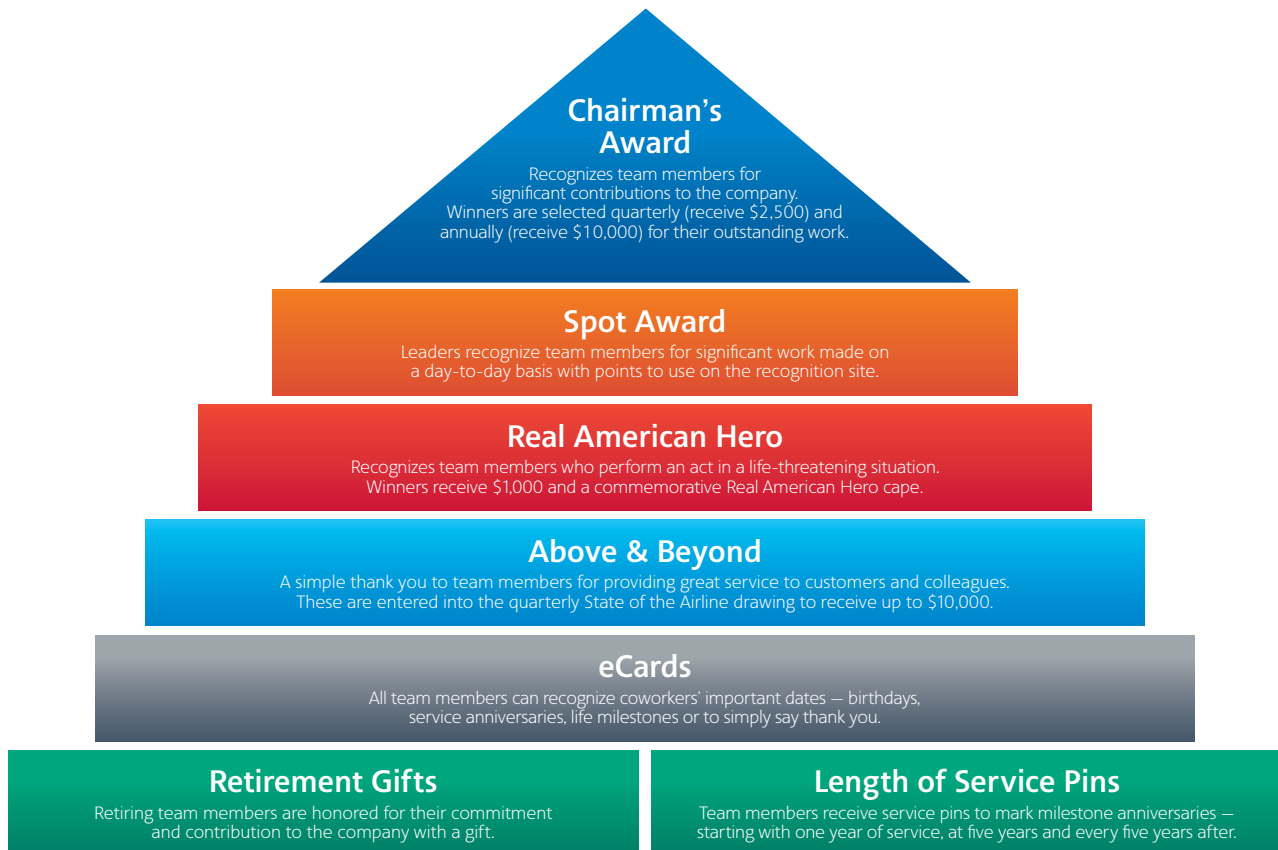 Chairman’s
Award
Recognizes team members for
significant contributions to the company.
Winners are selected quarterly (receive $2,500) and
annually (receive $10,000) for their outstanding work.
Spot Award
Leaders recognize team members for significant work made on
a day-to-day basis with points to use on the recognition site.
Real American Hero
Recognizes team members who perform an act in a life-threatening situation.
Winners receive $1,000 and a commemorative Real American Hero cape.
Above & Beyond
A simple thank you to team members for providing great service to customers and colleagues.
These are entered into the quarterly State of the Airline drawing to receive up to $10,000.
eCards
All team members can recognize coworkers' important dates — birthdays,
service anniversaries, life milestones or to simply say thank you.
Retirement Gifts
Retiring team members are honored for their commitment
and contribution to the company with a gift.
Length of Service Pins
Team members receive service pins to mark milestone anniversaries —
starting with one year of service, at five years and every five years after.